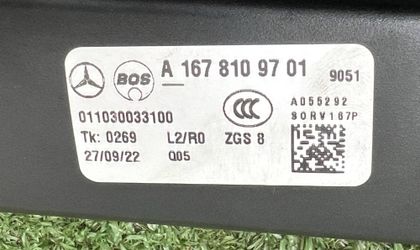 BOS A 167 810 97 01 9051
011030033100 CCC A055292
SORV167P
Tk: 0269 L2/R0 ZGS 8
27/09/22 Q05